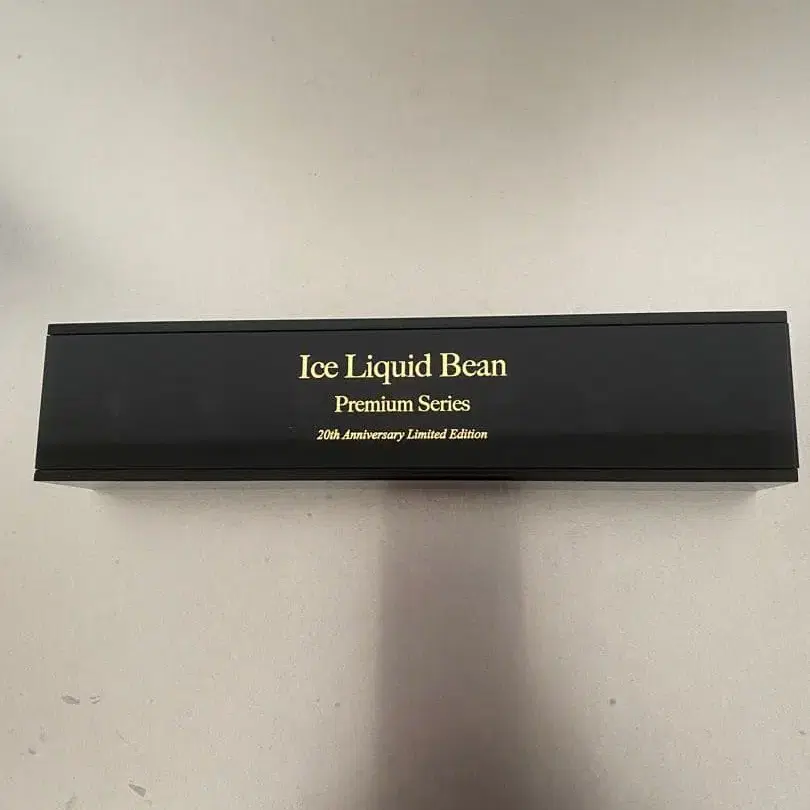 Ice Liquid Bean
Premium Series
20th Anniversary Limited Edition